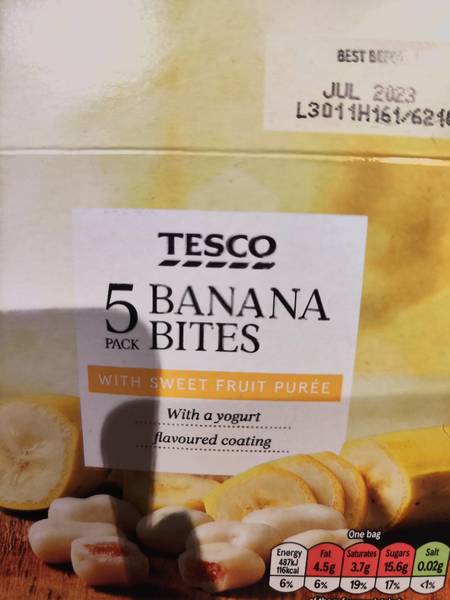 BEST BEFO
JUL 2023
L3011H161/6216
TESCO
5 BANANA
PACK BITES
WITH SWEET FRUIT PURÉE
With a yogurt
flavoured coating
One bag
Energy Fat Saturates Sugars Salt
487kJ
116kcal 4.5g 3.7g 15.6g 0.02g
6% 6% 19% 17% <1%